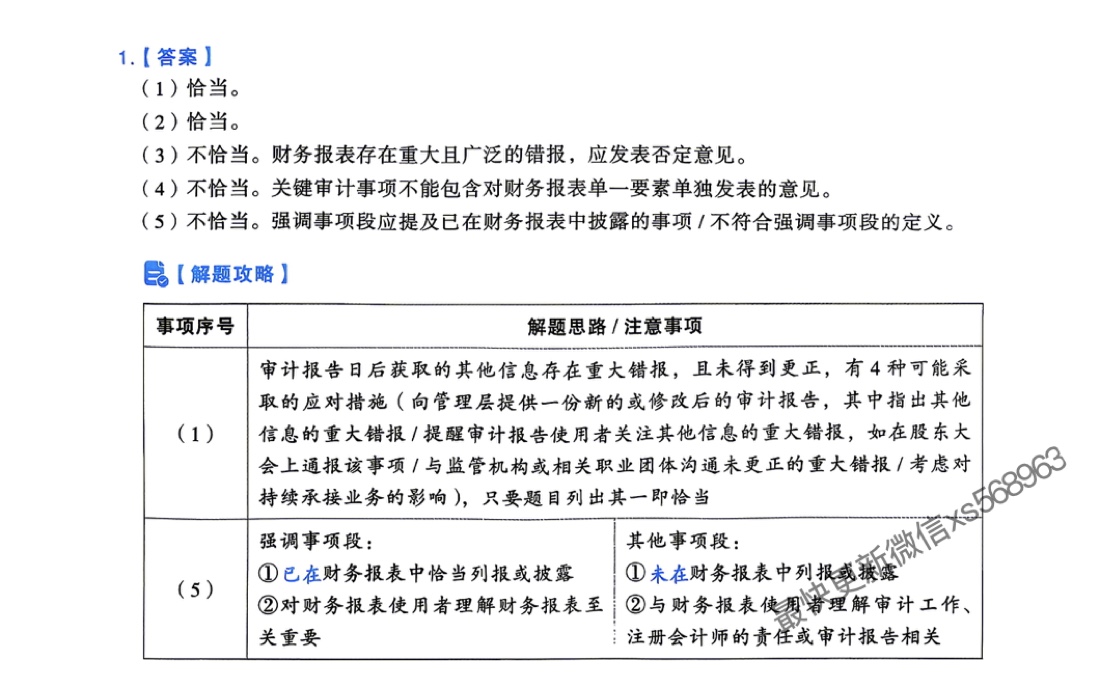 1.【答案】
（1）恰当。
（2）恰当。
（3）不恰当。财务报表存在重大且广泛的错报，应发表否定意见。
（4）不恰当。关键审计事项不能包含对财务报表单一要素单独发表的意见。
（5）不恰当。强调事项段应提及已在财务报表中披露的事项/不符合强调事项段的定义。
【解题攻略】
事项序号 解题思路/注意事项
（1）
审计报告日后获取的其他信息存在重大错报，且未得到更正，有4种可能采
取的应对措施（向管理层提供一份新的或修改后的审计报告，其中指出其他
信息的重大错报/提醒审计报告使用者关注其他信息的重大错报，如在股东大
会上通报该事项/与监管机构或相关职业团体沟通未更正的重大错报/考虑对
持续承接业务的影响），只要题目列出其一即恰当
（5）
强调事项段：
①已在财务报表中恰当列报或披露
②对财务报表使用者理解财务报表至
关重要
其他事项段：
①未在财务报表中列报或披露
②与财务报表使用者理解审计工作、
注册会计师的责任或审计报告相关
最快更新微信xs568963